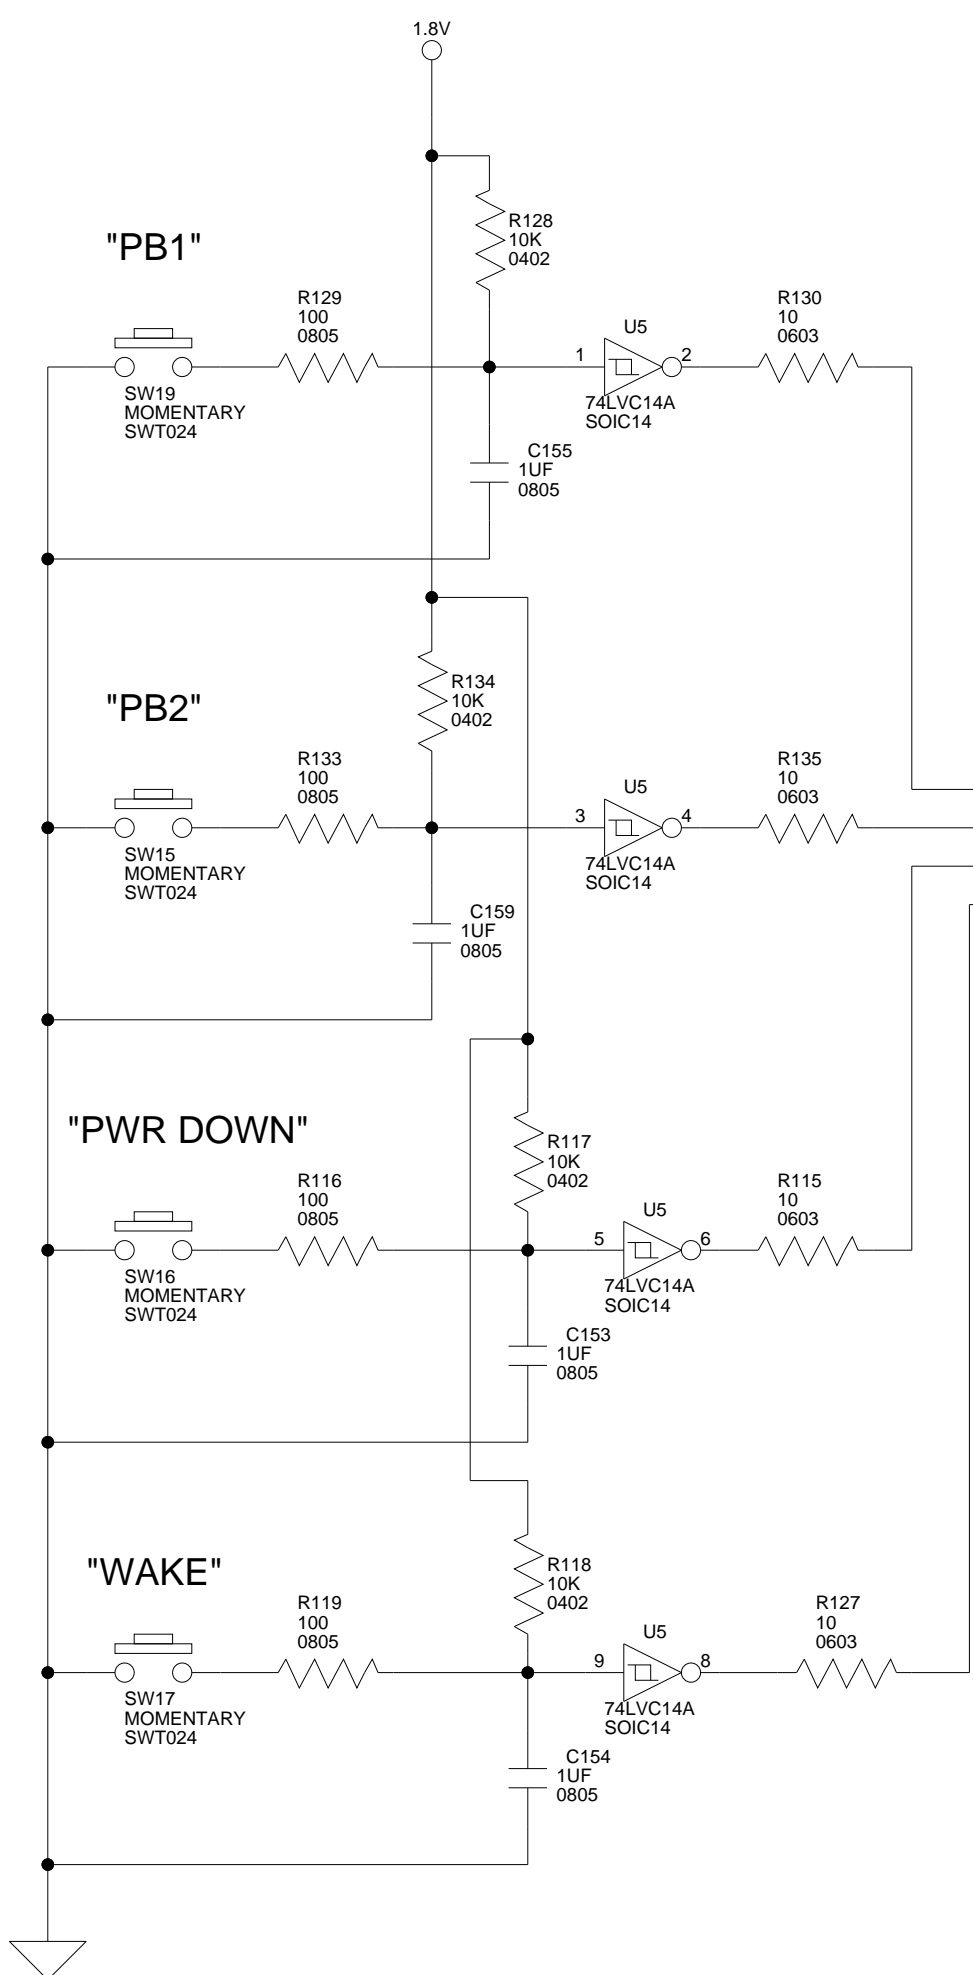 1.8V
R128
10K
0402
"PB1"
R129
100
0805
R130
10
0603
U5
1
2
SW19
MOMENTARY
SWT024
74LVC14A
SOIC14
C155
1UF
0805
R134
10K
0402
"PB2"
R133
100
0805
R135
10
0603
U5
3
4
SW15
MOMENTARY
SWT024
74LVC14A
SOIC14
C159
1UF
0805
"PWR DOWN"
R117
10K
0402
R116
100
0805
R115
10
0603
U5
5
6
SW16
MOMENTARY
SWT024
74LVC14A
SOIC14
C153
1UF
0805
"WAKE"
R118
10K
0402
R119
100
0805
R127
10
0603
U5
9
8
SW17
MOMENTARY
SWT024
74LVC14A
SOIC14
C154
1UF
0805